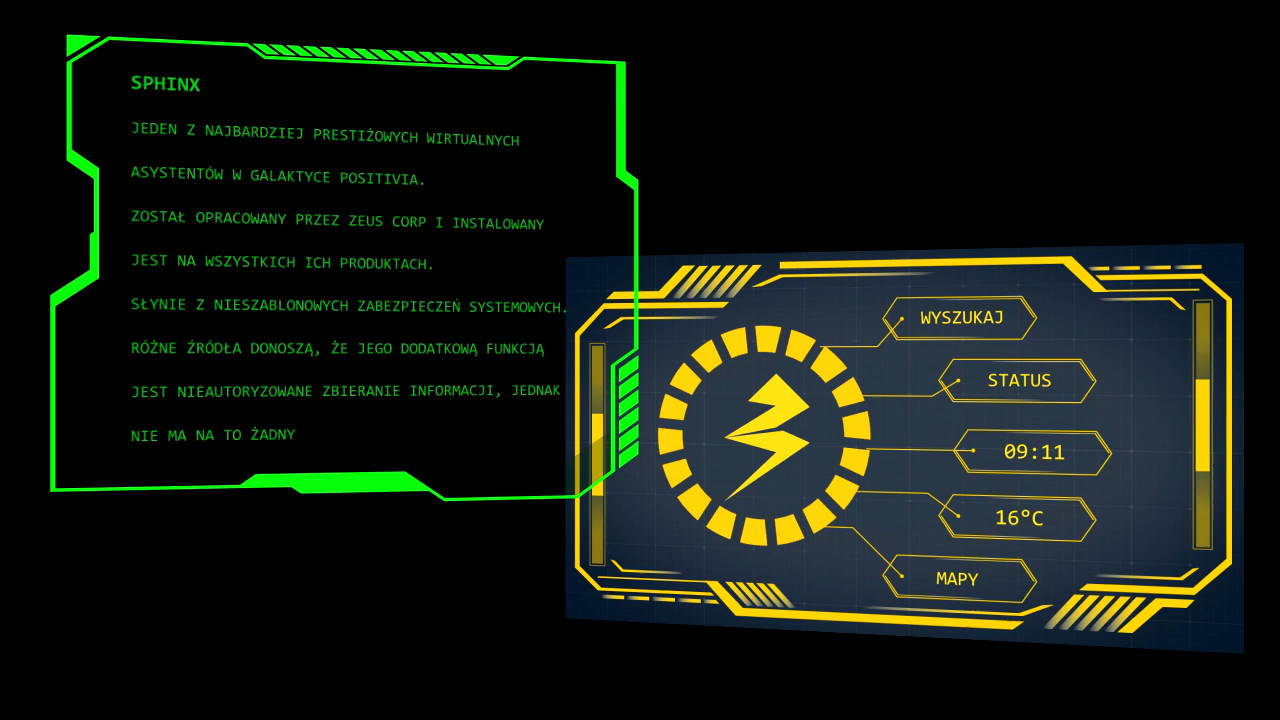 SPHINX
JEDEN Z NAJBARDZIEJ PRESTIŻOWYCH WIRTUALNYCH
ASYSTENTÓW W GALAKTYCE POSITIVIA.
ZOSTAŁ OPRACOWANY PRZEZ ZEUS CORP I INSTALOWANY
JEST NA WSZYSTKICH ICH PRODUKTACH.
SŁYNIE Z NIESZABLONOWYCH ZABEZPIECZEŃ SYSTEMOWYCH.
RÓŻNE ŹRÓDŁA DONOSZĄ, ŻE JEGO DODATKOWĄ FUNKCJĄ
JEST NIEAUTORYZOWANE ZBIERANIE INFORMACJI, JEDNAK
NIE MA NA TO ŻADNY
WYSZUKAJ
STATUS
09:11
16°C
MAPY